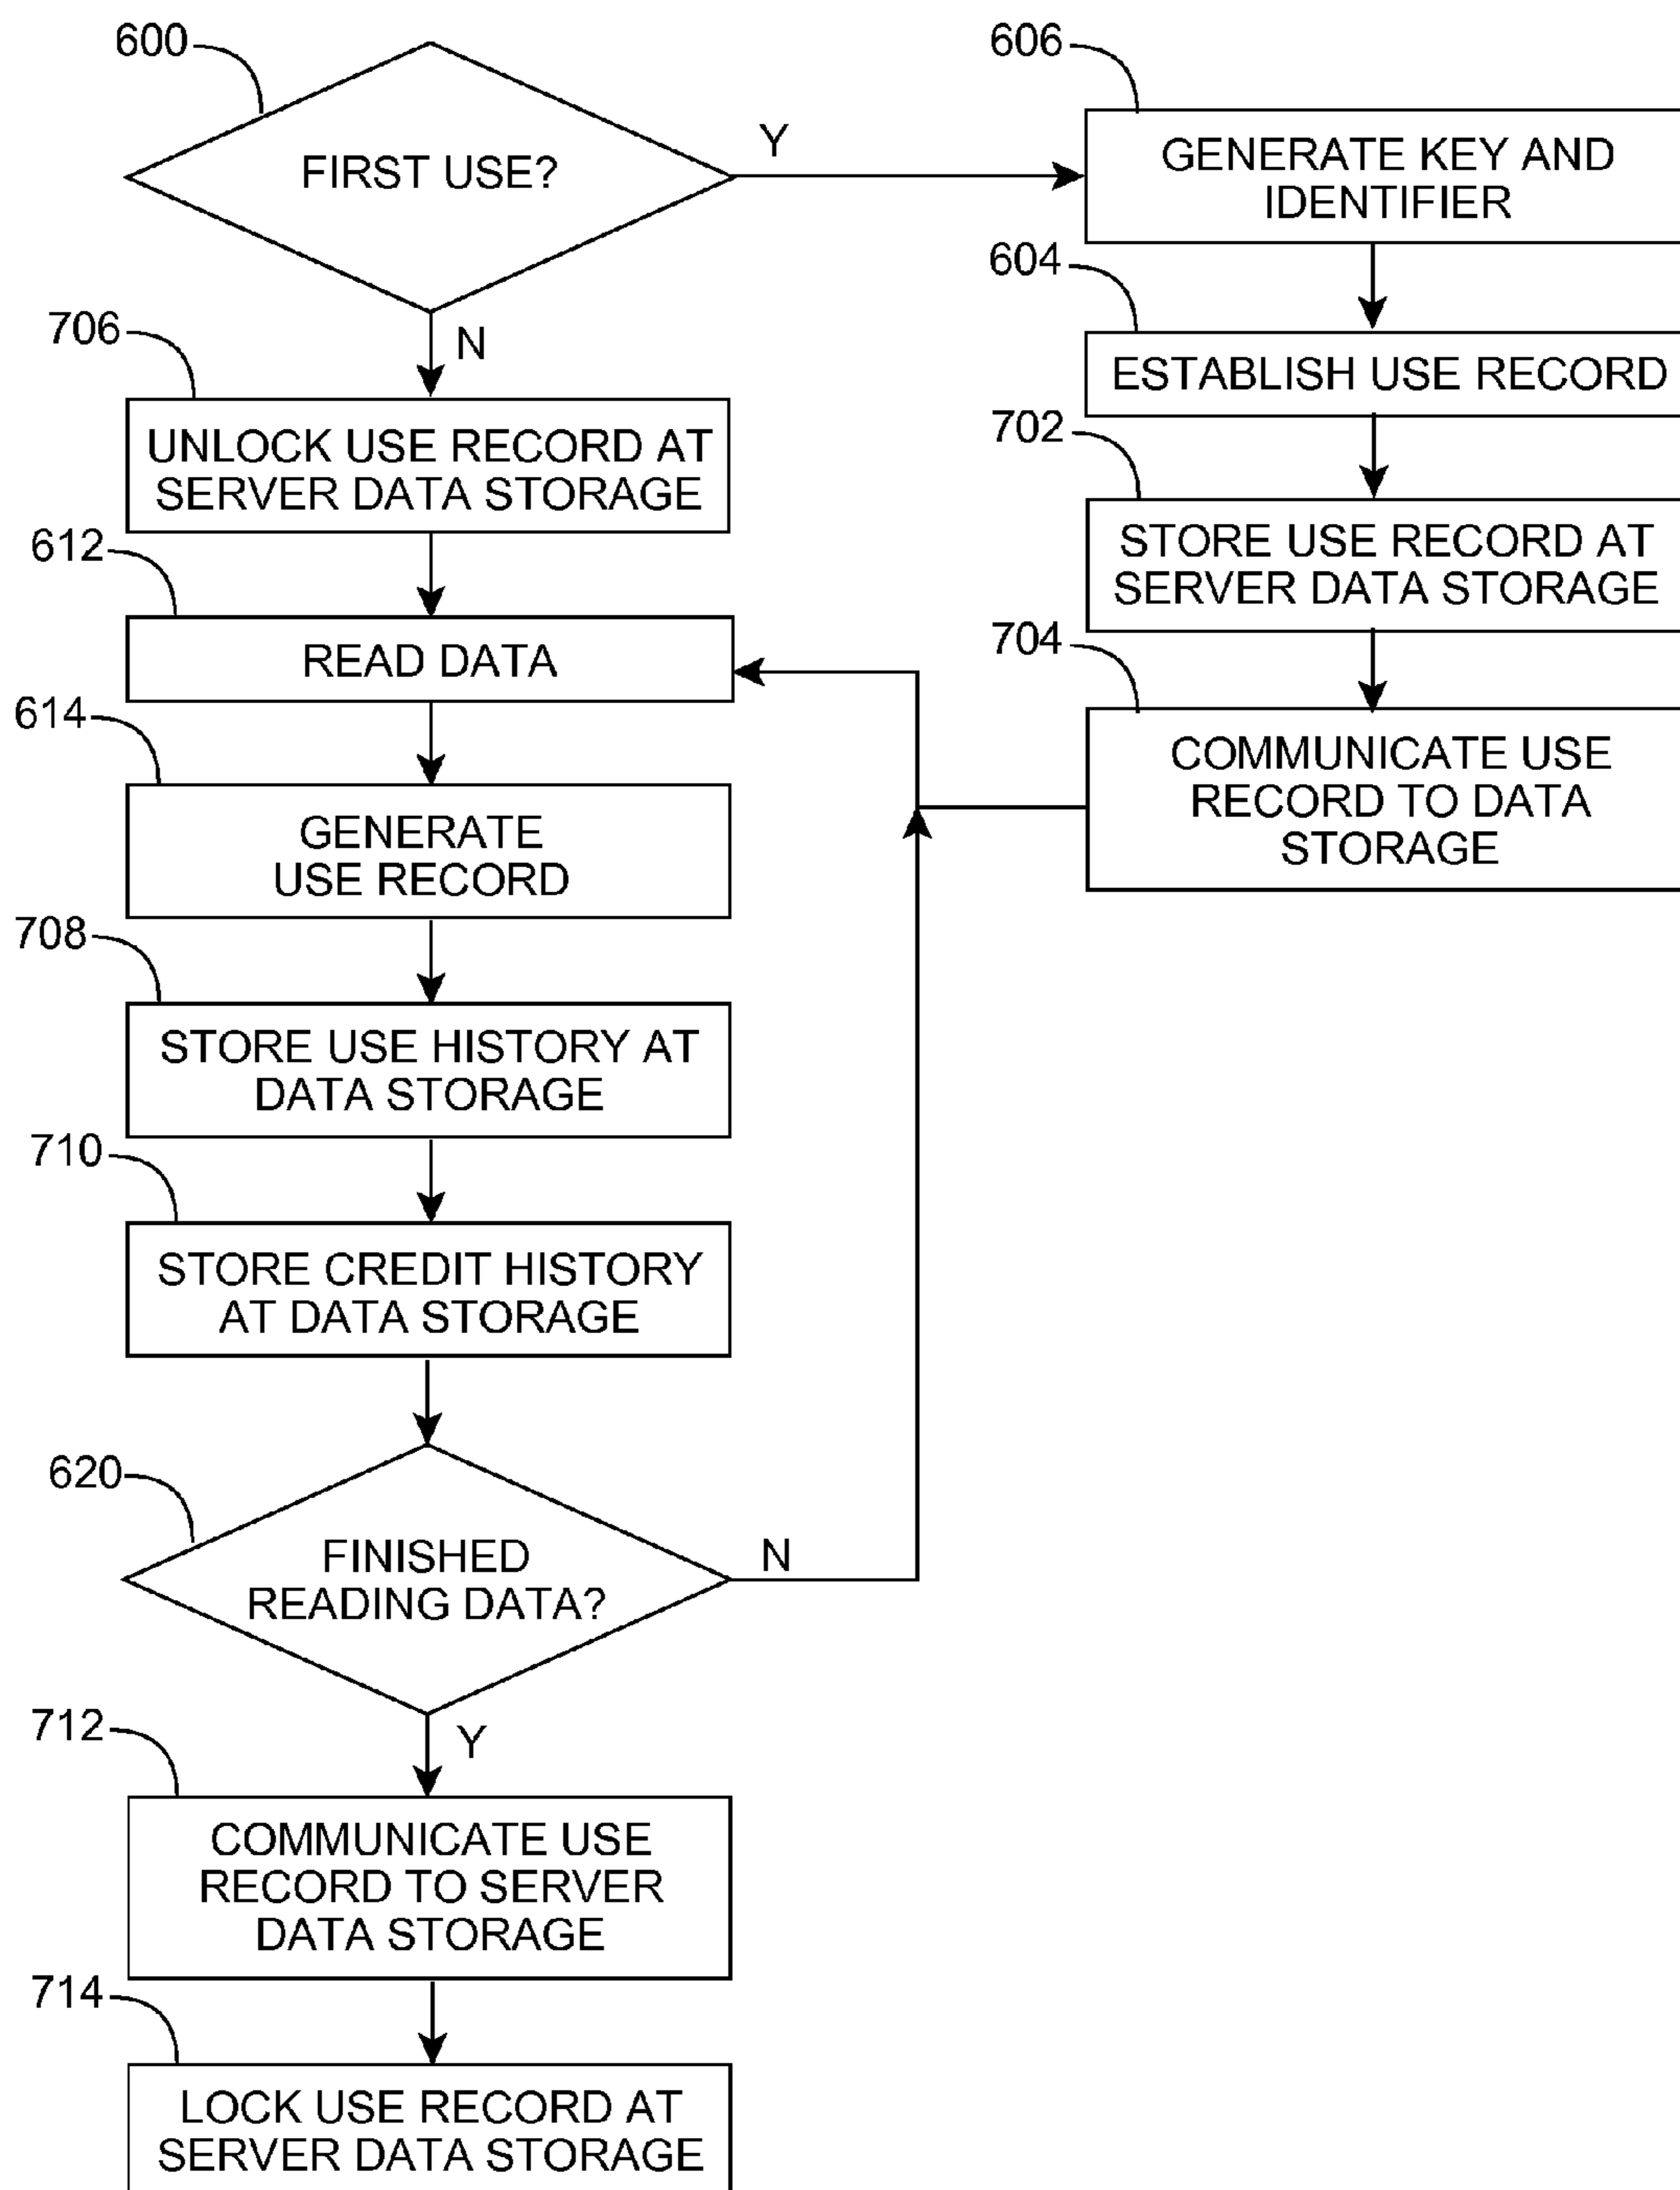 600
FIRST USE?
Y
N
606
GENERATE KEY AND
IDENTIFIER
604
ESTABLISH USE RECORD
702
STORE USE RECORD AT
SERVER DATA STORAGE
704
COMMUNICATE USE
RECORD TO DATA
STORAGE
706
UNLOCK USE RECORD AT
SERVER DATA STORAGE
612
READ DATA
614
GENERATE
USE RECORD
708
STORE USE HISTORY AT
DATA STORAGE
710
STORE CREDIT HISTORY
AT DATA STORAGE
620
FINISHED
READING DATA?
N
Y
712
COMMUNICATE USE
RECORD TO SERVER
DATA STORAGE
714
LOCK USE RECORD AT
SERVER DATA STORAGE